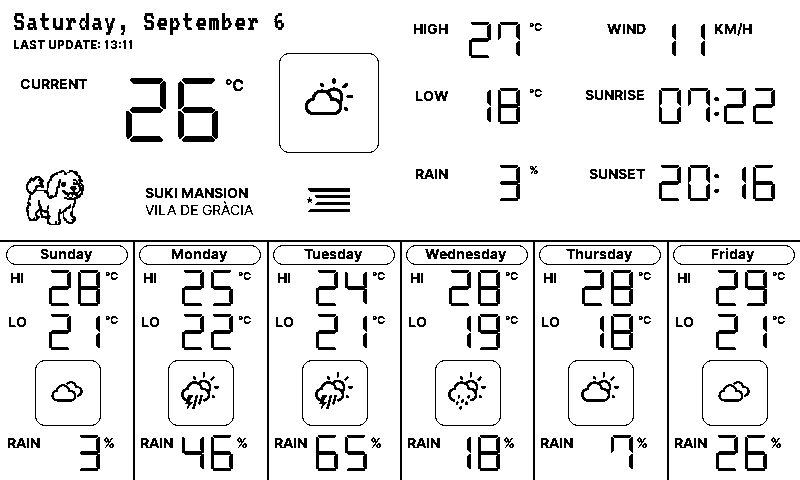 Saturday, September 6
LAST UPDATE: 13:11
CURRENT 26 °C
HIGH 27 °C
WIND 11 KM/H
LOW 18 °C
SUNRISE 07:22
RAIN 3 %
SUNSET 20:16
SUKI MANSION
VILA DE GRÀCIA
Sunday
HI 28 °C
LO 21 °C
RAIN 3 %
Monday
HI 25 °C
LO 22 °C
RAIN 46 %
Tuesday
HI 24 °C
LO 21 °C
RAIN 65 %
Wednesday
HI 28 °C
LO 19 °C
RAIN 18 %
Thursday
HI 28 °C
LO 18 °C
RAIN 7 %
Friday
HI 29 °C
LO 21 °C
RAIN 26 %